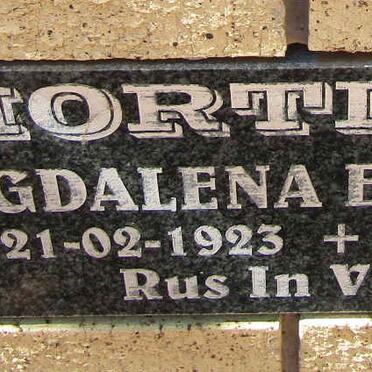 ORT
GDALENA E
21-02-1923 +
Rus In V